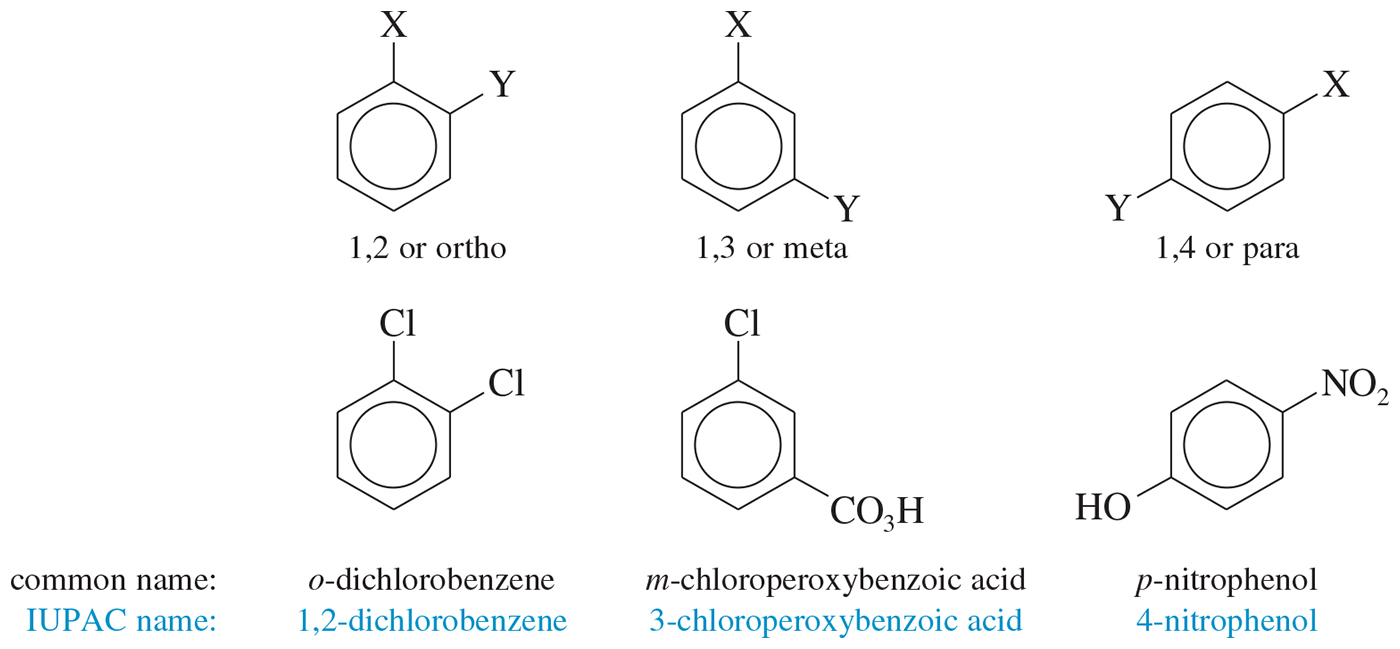 X
Y
X
Y
X
Y
1,2 or ortho
1,3 or meta
1,4 or para
Cl
Cl
Cl
CO₃H
NO₂
HO
common name: o-dichlorobenzene m-chloroperoxybenzoic acid p-nitrophenol
IUPAC name: 1,2-dichlorobenzene 3-chloroperoxybenzoic acid 4-nitrophenol